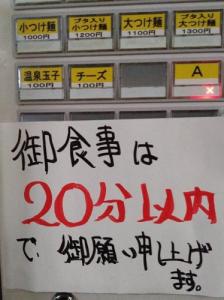 小つけ麺 ブタ入り小つけ麺 大つけ麺 ブタ入り大つけ麺
1000円 1200円 1100円 1300円
温泉玉子 チーズ A
100円 100円
御食事は
20分以内
で、御願い申し上げ
ます。